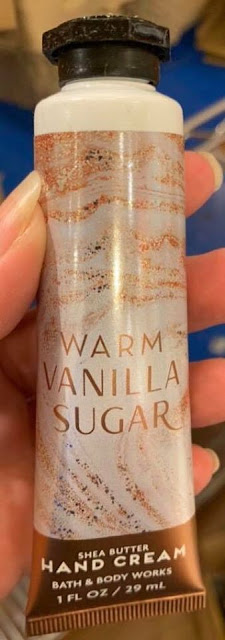 WARM
VANILLA
SUGAR
SHEA BUTTER
HAND CREAM
BATH & BODY WORKS
1 FL OZ / 29 mL